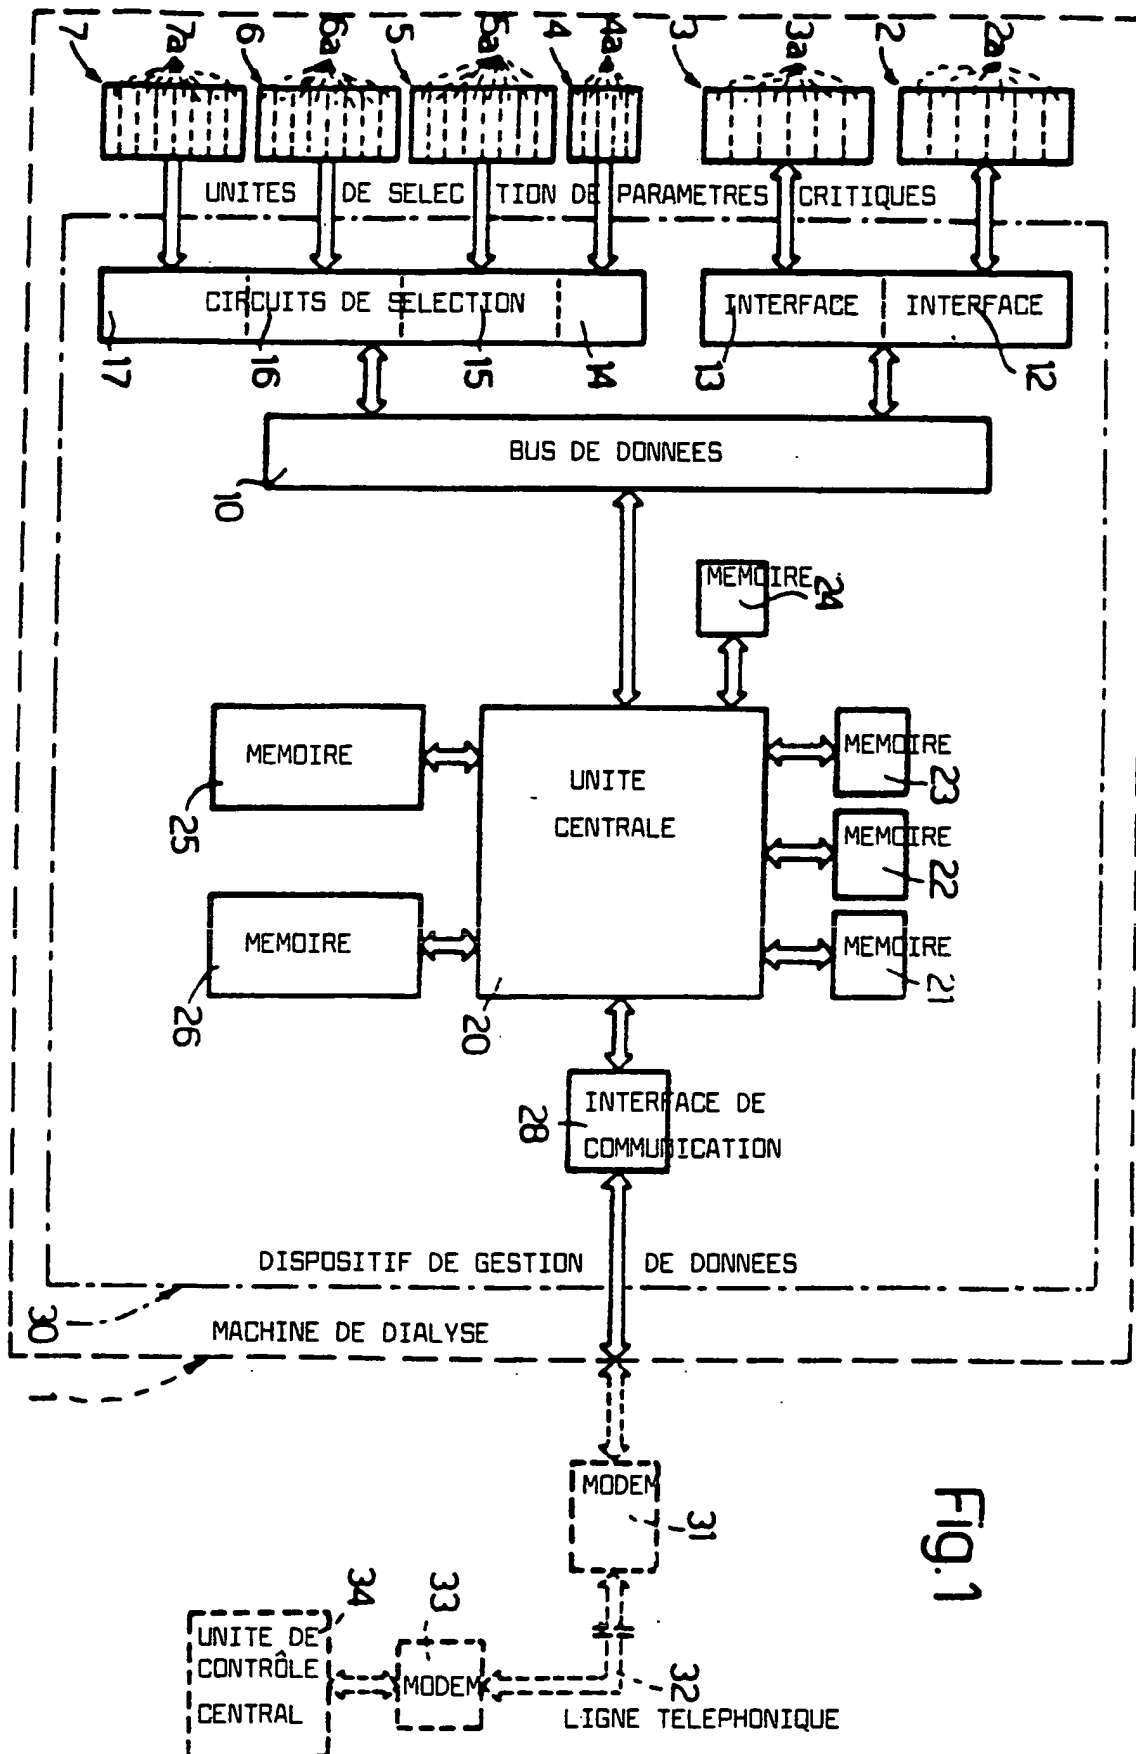 7a
6a
5a
4a
3a
2a
7
6
5
4
3
2
UNITES DE SELECTION DE PARAMETRES CRITIQUES
CIRCUITS DE SELECTION
INTERFACE
INTERFACE
17
16
15
14
13
12
BUS DE DONNEES
10
MEMOIRE
24
MEMOIRE
25
UNITE
CENTRALE
MEMOIRE
23
MEMOIRE
22
MEMOIRE
26
20
MEMOIRE
21
INTERFACE DE
COMMUNICATION
28
DISPOSITIF DE GESTION DE DONNEES
30
MACHINE DE DIALYSE
1
MODEM
31
Fig.1
34
33
UNITE DE
CONTRÔLE
CENTRAL
MODEM
32
LIGNE TELEPHONIQUE